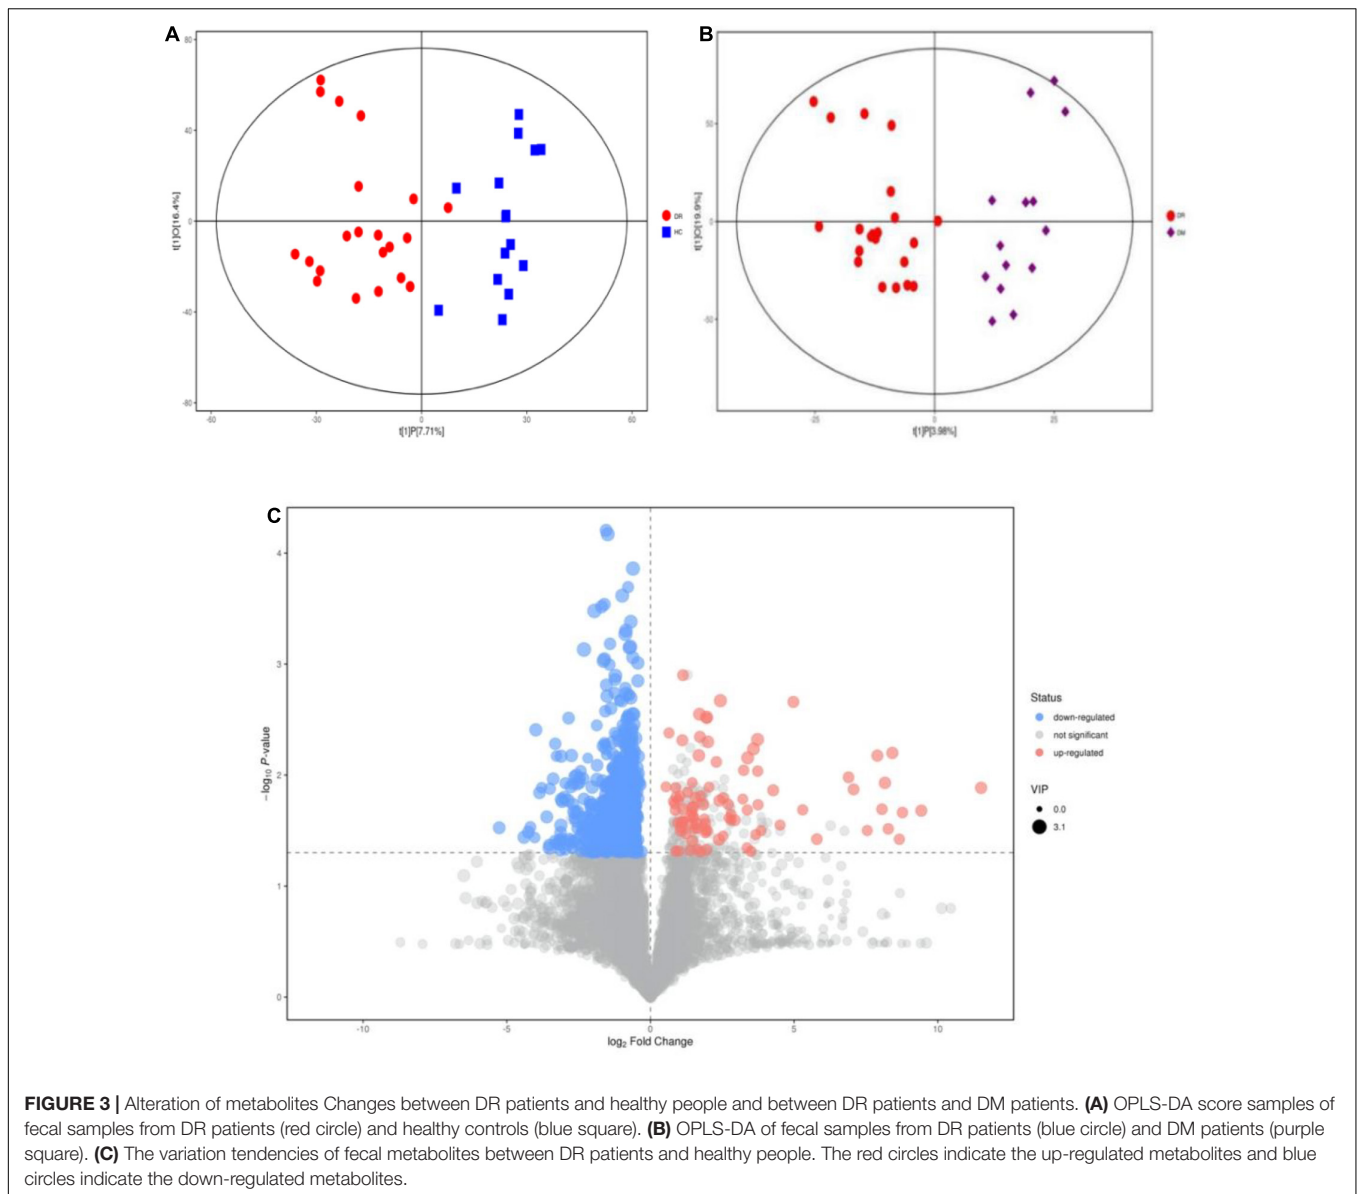 A
80
40
0
-40
-80
t[1]O[16.4%]
-60
-30
0
30
60
t[1]P[7.71%]
DR
HC
B
50
0
-50
t[1]O[19.9%]
-25
0
25
t[1]P[3.98%]
DR
DM
C
4
3
2
1
0
−log10 P-value
-10
-5
0
5
10
log2 Fold Change
Status
down-regulated
not significant
up-regulated
VIP
0.0
3.1
FIGURE 3 | Alteration of metabolites Changes between DR patients and healthy people and between DR patients and DM patients. (A) OPLS-DA score samples of
fecal samples from DR patients (red circle) and healthy controls (blue square). (B) OPLS-DA of fecal samples from DR patients (blue circle) and DM patients (purple
square). (C) The variation tendencies of fecal metabolites between DR patients and healthy people. The red circles indicate the up-regulated metabolites and blue
circles indicate the down-regulated metabolites.